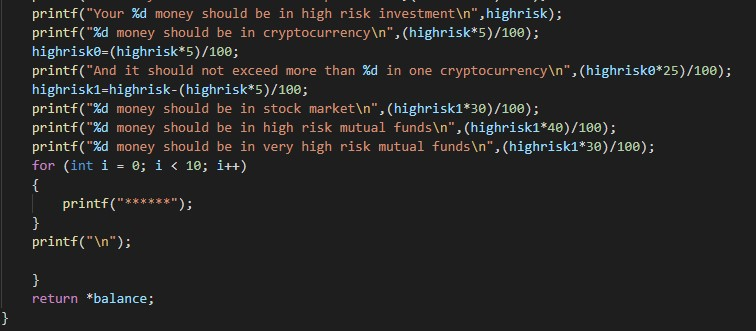 printf("Your %d money should be in high risk investment\n",highrisk);
printf("%d money should be in cryptocurrency\n",(highrisk*5)/100);
highrisk0=(highrisk*5)/100;
printf("And it should not exceed more than %d in one cryptocurrency\n",(highrisk0*25)/100);
highrisk1=highrisk-(highrisk*5)/100;
printf("%d money should be in stock market\n",(highrisk1*30)/100);
printf("%d money should be in high risk mutual funds\n",(highrisk1*40)/100);
printf("%d money should be in very high risk mutual funds\n",(highrisk1*30)/100);
for (int i = 0; i < 10; i++)
{
printf("******");
}
printf("\n");
}
return *balance;
}